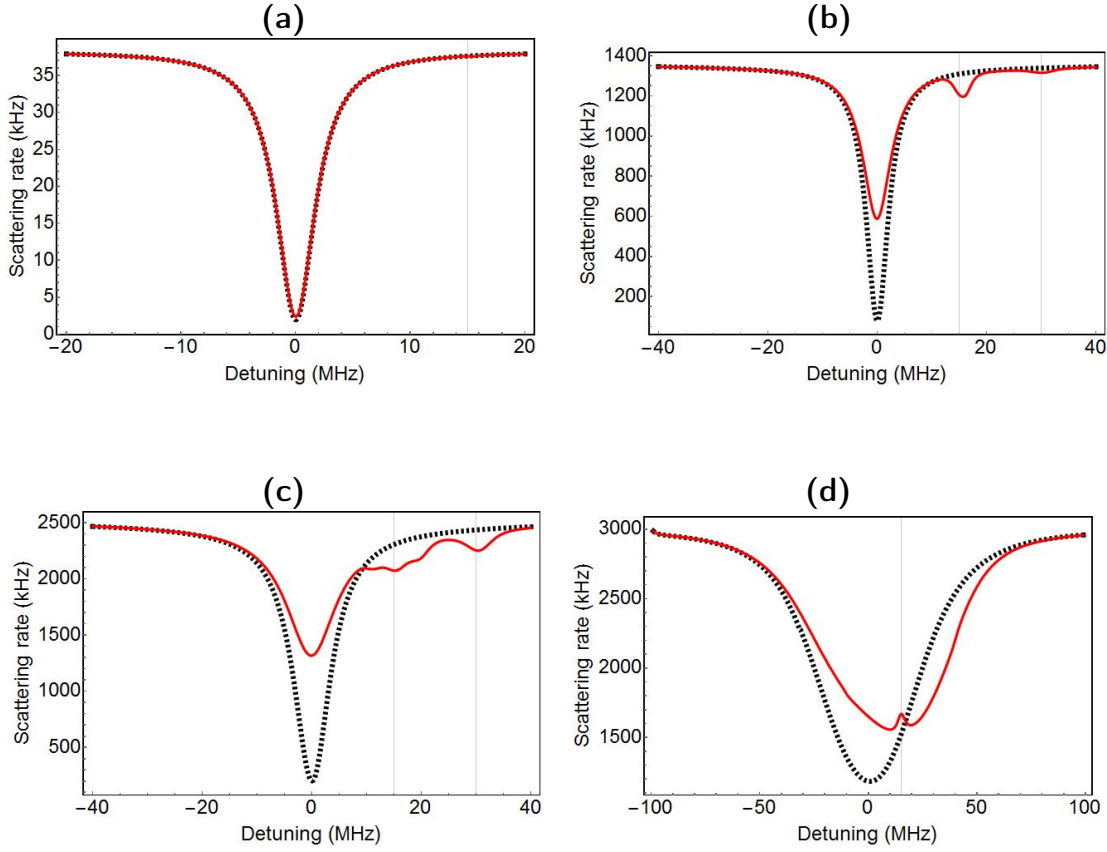 (a)
Scattering rate (kHz)
35
30
25
20
15
10
5
0
−20 −10 0 10 20
Detuning (MHz)
(b)
Scattering rate (kHz)
1400
1200
1000
800
600
400
200
−40 −20 0 20 40
Detuning (MHz)
(c)
Scattering rate (kHz)
2500
2000
1500
1000
500
−40 −20 0 20 40
Detuning (MHz)
(d)
Scattering rate (kHz)
3000
2500
2000
1500
−100 −50 0 50 100
Detuning (MHz)